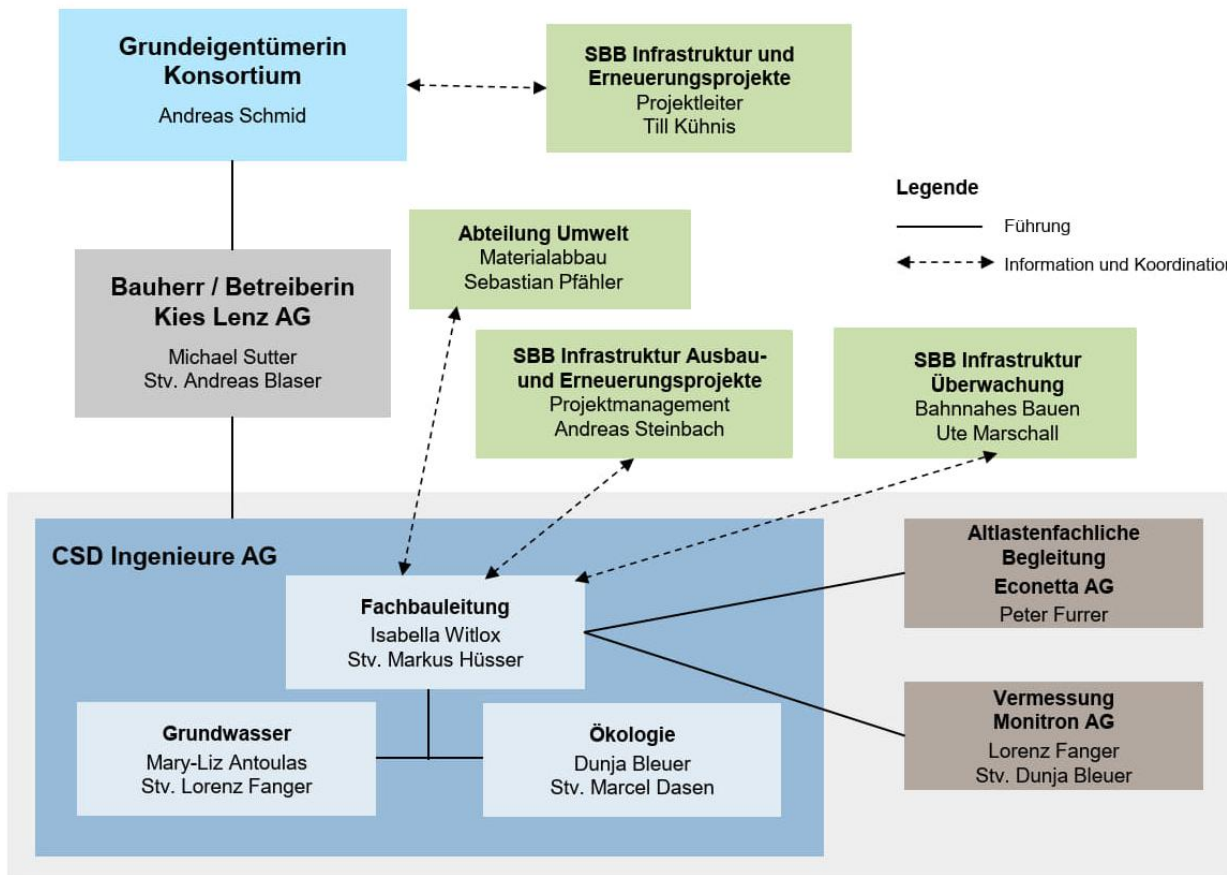 Grundeigentümerin
Konsortium
Andreas Schmid
SBB Infrastruktur und
Erneuerungsprojekte
Projektleiter
Till Kühnis
Legende
Führung
Information und Koordination
Abteilung Umwelt
Materialabbau
Sebastian Pfähler
Bauherr / Betreiberin
Kies Lenz AG
Michael Sutter
Stv. Andreas Blaser
SBB Infrastruktur Ausbau-
und Erneuerungsprojekte
Projektmanagement
Andreas Steinbach
SBB Infrastruktur
Überwachung
Bahnnahes Bauen
Ute Marschall
CSD Ingenieure AG
Fachbauleitung
Isabella Witlox
Stv. Markus Hüsser
Altlastenfachliche
Begleitung
Econetta AG
Peter Furrer
Grundwasser
Mary-Liz Antoulas
Stv. Lorenz Fanger
Ökologie
Dunja Bleuer
Stv. Marcel Dasen
Vermessung
Monitron AG
Lorenz Fanger
Stv. Dunja Bleuer